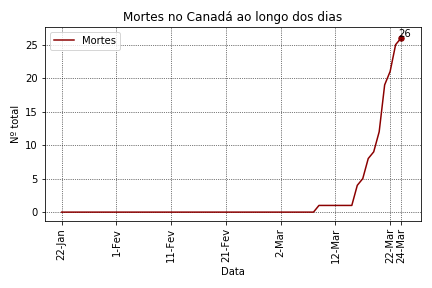 Mortes no Canadá ao longo dos dias
26
Mortes
25
20
15
10
5
0
Nº total
22-Jan
1-Fev
11-Fev
21-Fev
2-Mar
12-Mar
22-Mar
24-Mar
Data